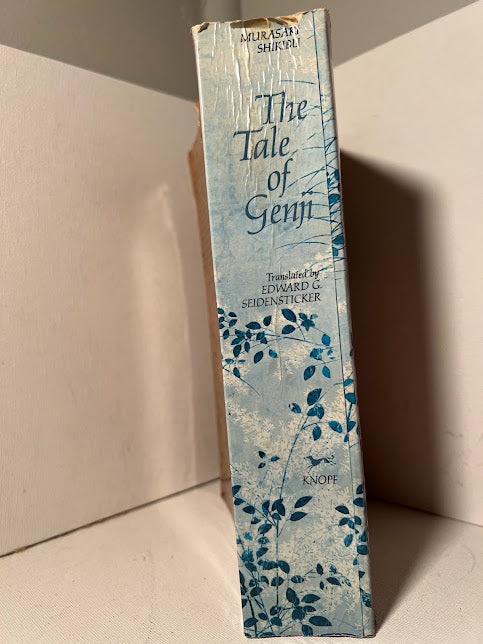 MURASAKI
SHIKIBU
The
Tale
of
Genji
Translated by
EDWARD G.
SEIDENSTICKER
KNOPF